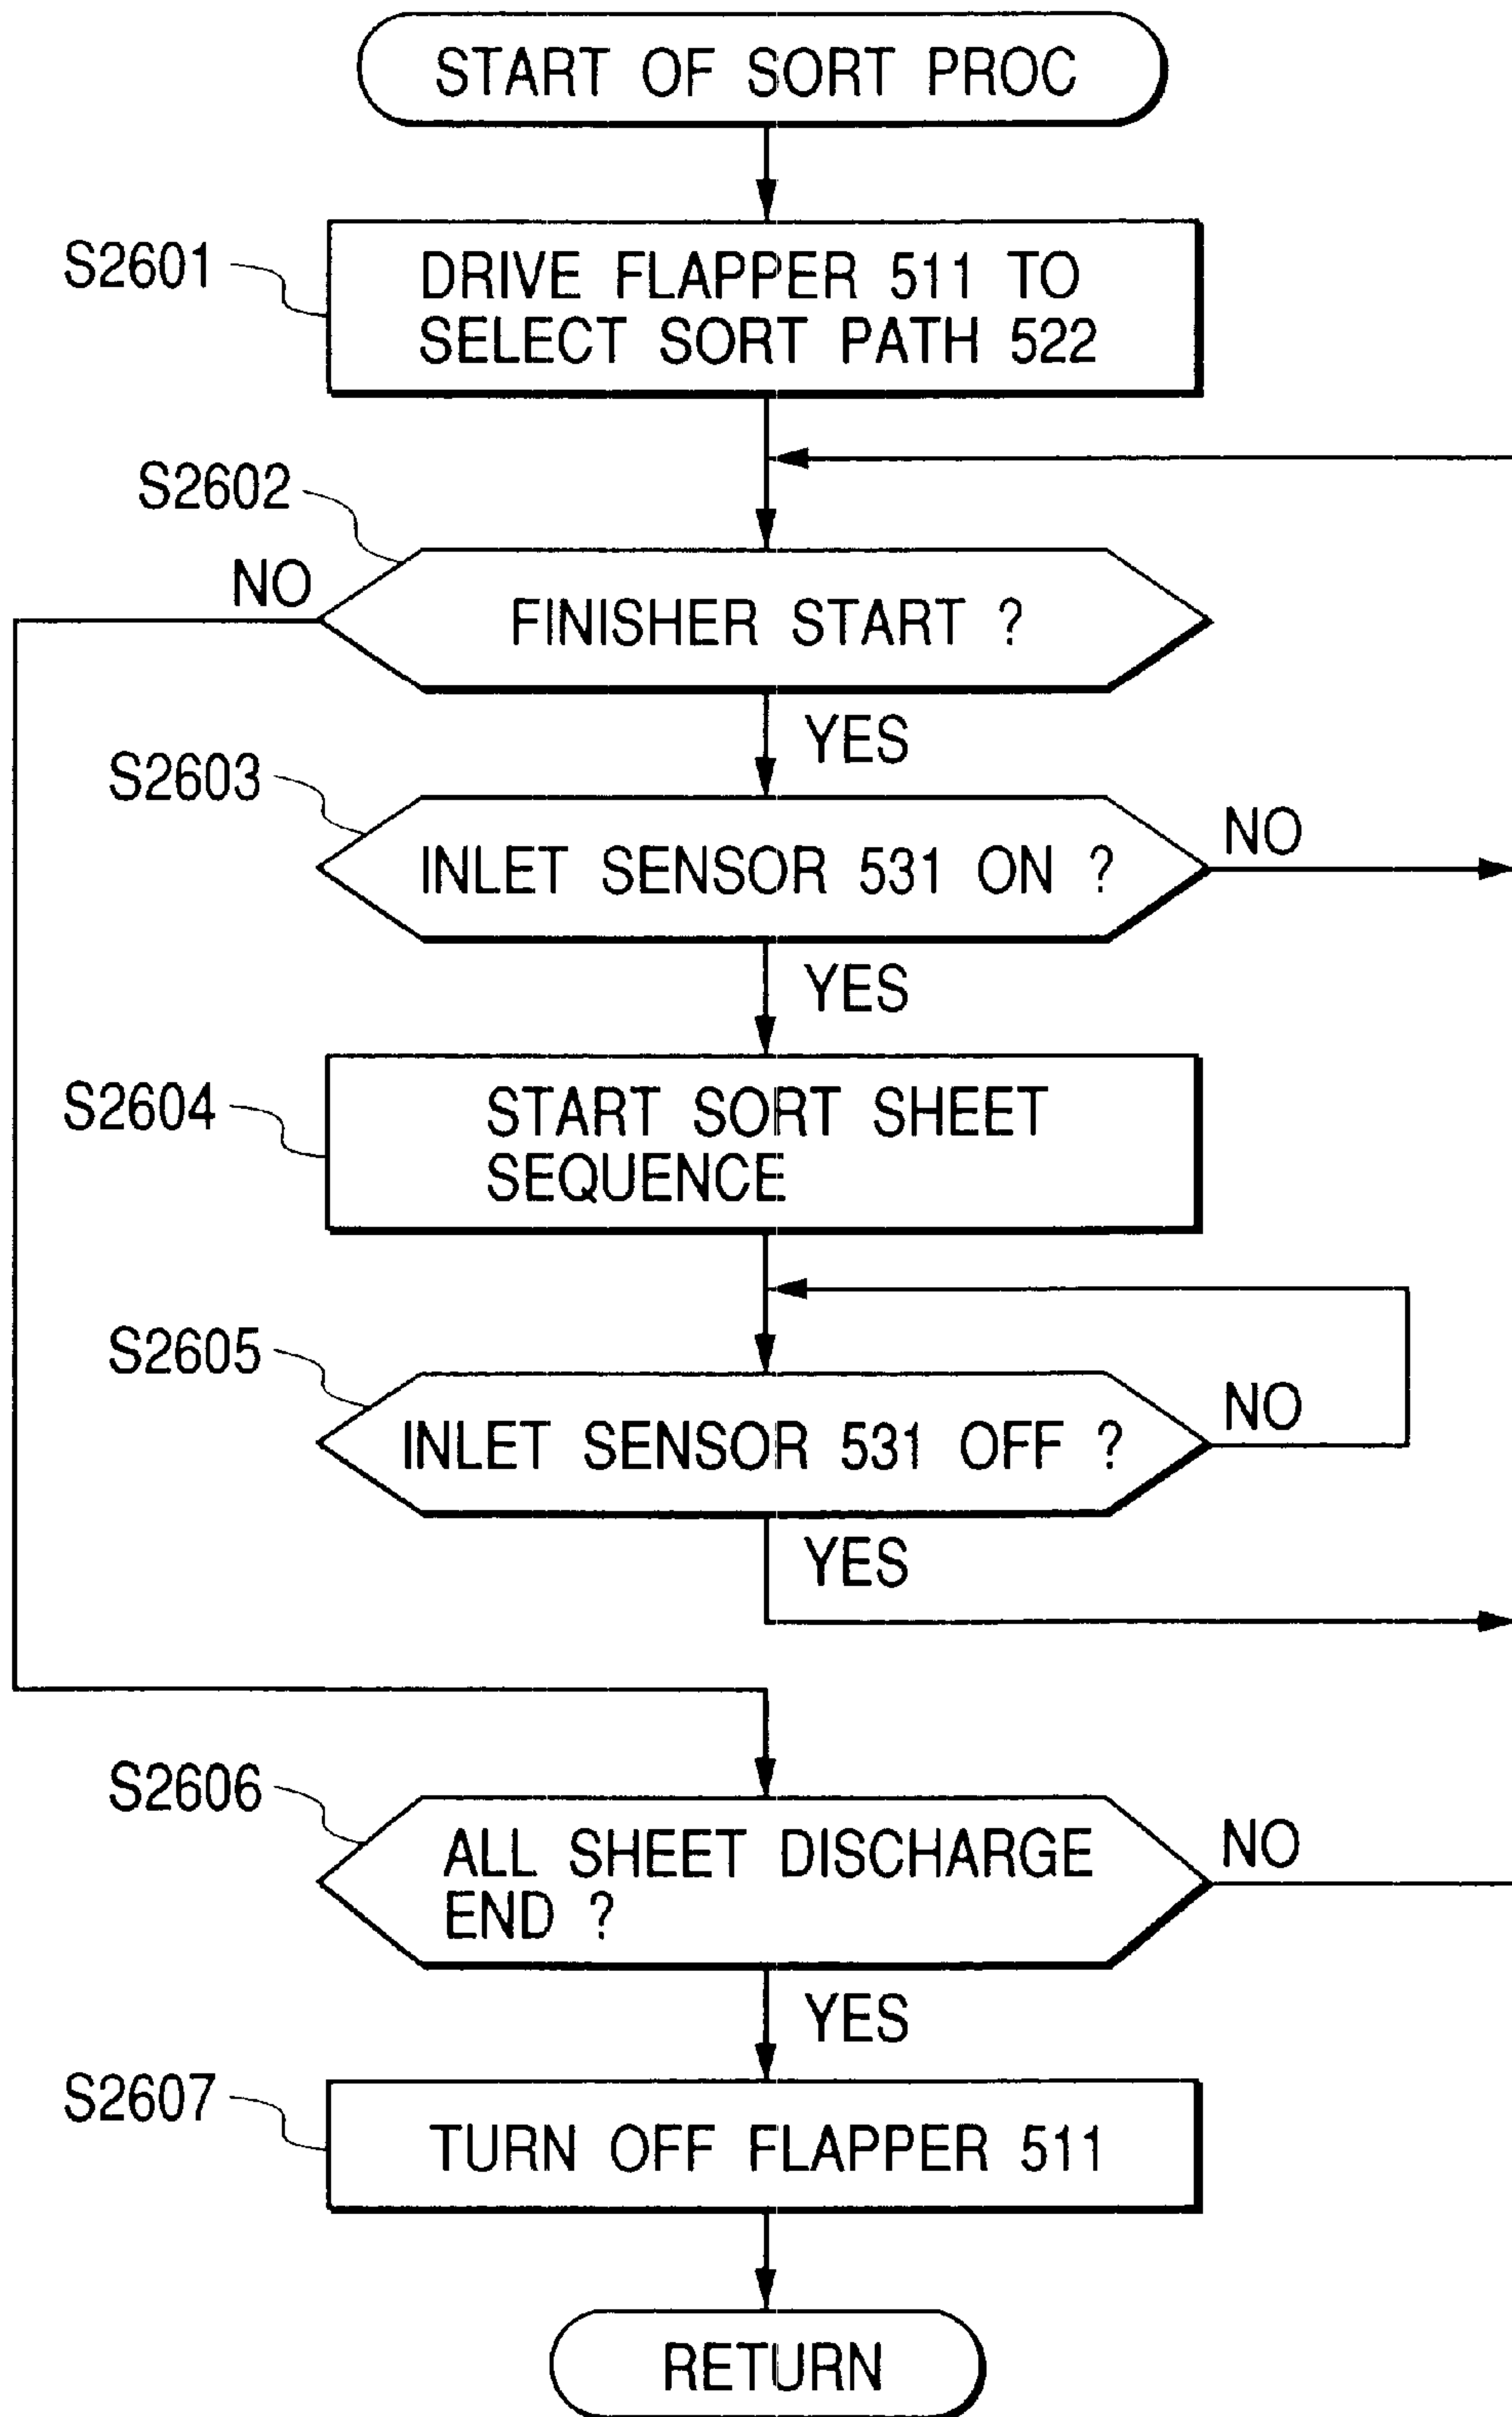 START OF SORT PROC
S2601
DRIVE FLAPPER 511 TO
SELECT SORT PATH 522
S2602
NO
FINISHER START ?
YES
S2603
INLET SENSOR 531 ON ?
NO
YES
S2604
START SORT SHEET
SEQUENCE
S2605
INLET SENSOR 531 OFF ?
NO
YES
S2606
ALL SHEET DISCHARGE
END ?
NO
YES
S2607
TURN OFF FLAPPER 511
RETURN